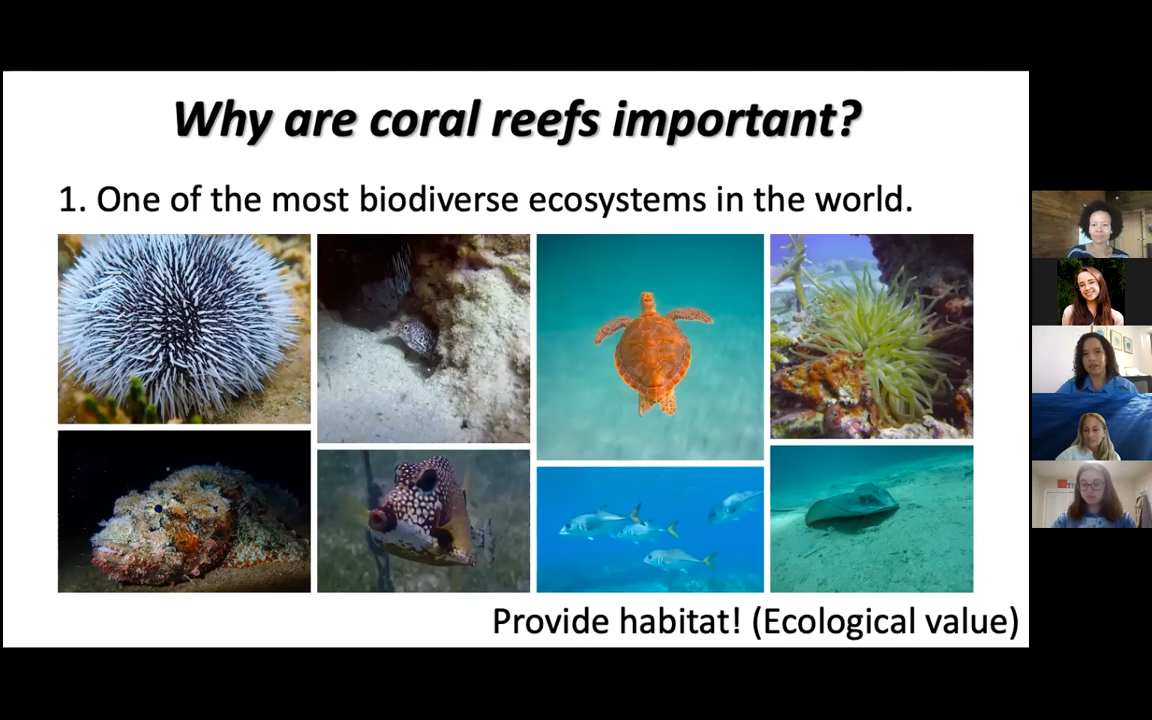 Why are coral reefs important?
1. One of the most biodiverse ecosystems in the world.
Provide habitat! (Ecological value)